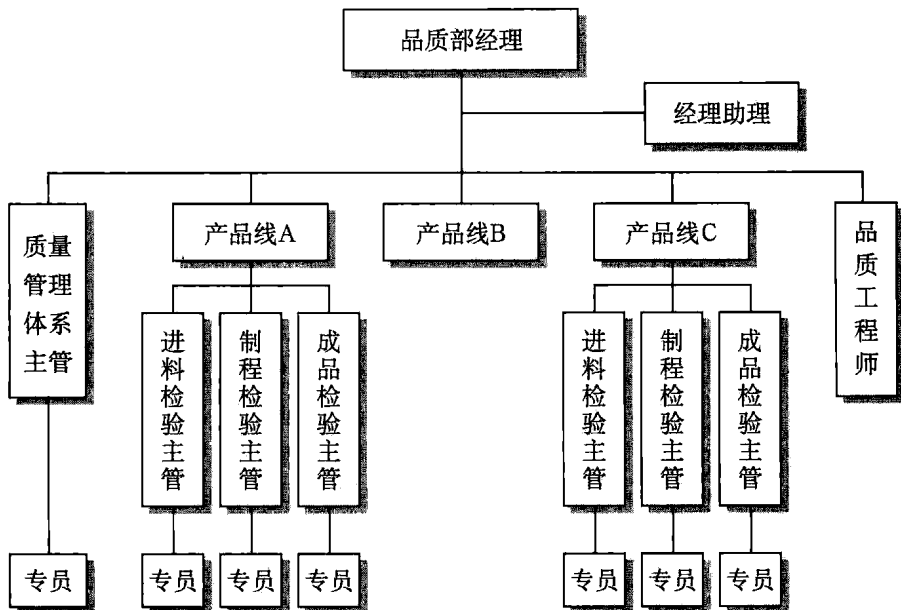 品质部经理
经理助理
质量
管理
体系
主管
产品线A
产品线B
产品线C
品质工程师
进料检验主管
制程检验主管
成品检验主管
进料检验主管
制程检验主管
成品检验主管
专员
专员
专员
专员
专员
专员
专员